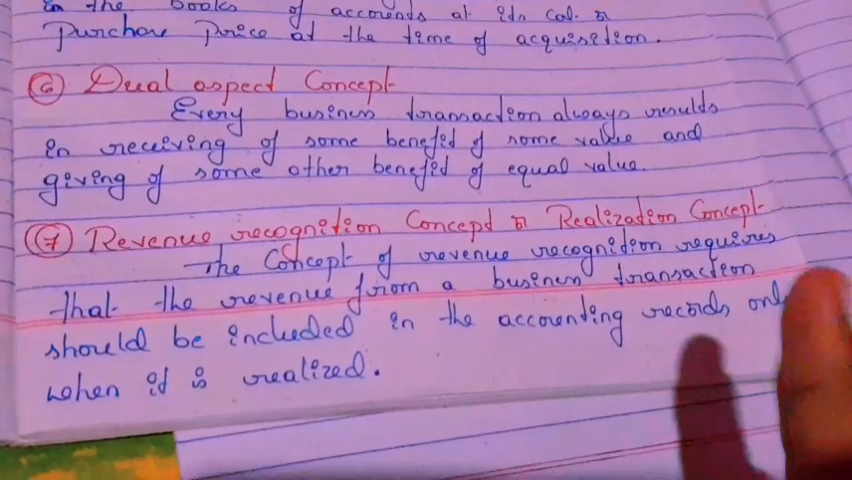 in the books of accounts at its cost or
Purchase Price at the time of acquisition.
⑥ Dual aspect Concept
Every business transaction always results
in receiving of some benefit of some value and
giving of some other benefit of equal value.
⑦ Revenue recognition Concept or Realization Concept
The Concept of revenue recognition requires
that the revenue from a business transaction
should be included in the accounting records only
when it is realized.